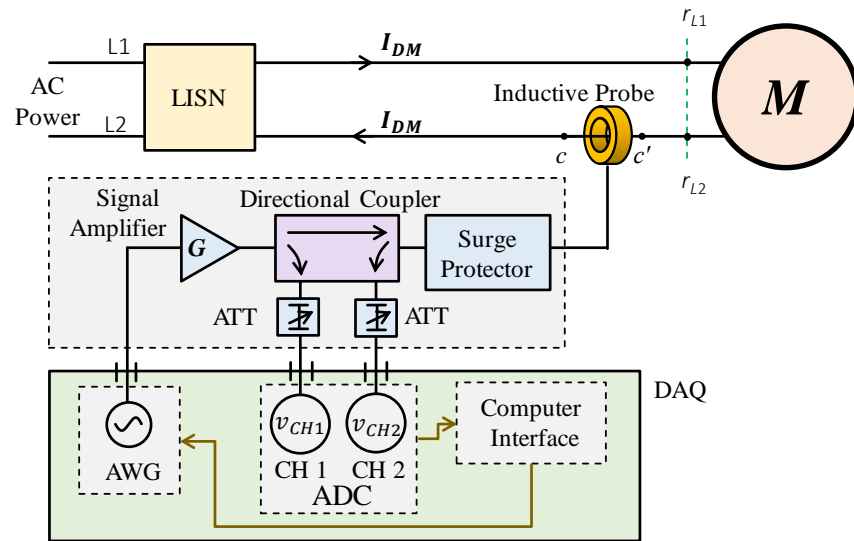 L1
I_DM
r_L1
AC
Power
LISN
M
Inductive Probe
L2
I_DM
c
c'
r_L2
Signal
Amplifier
Directional Coupler
G
Surge
Protector
ATT
ATT
DAQ
v_CH1
v_CH2
Computer
Interface
AWG
CH 1
CH 2
ADC